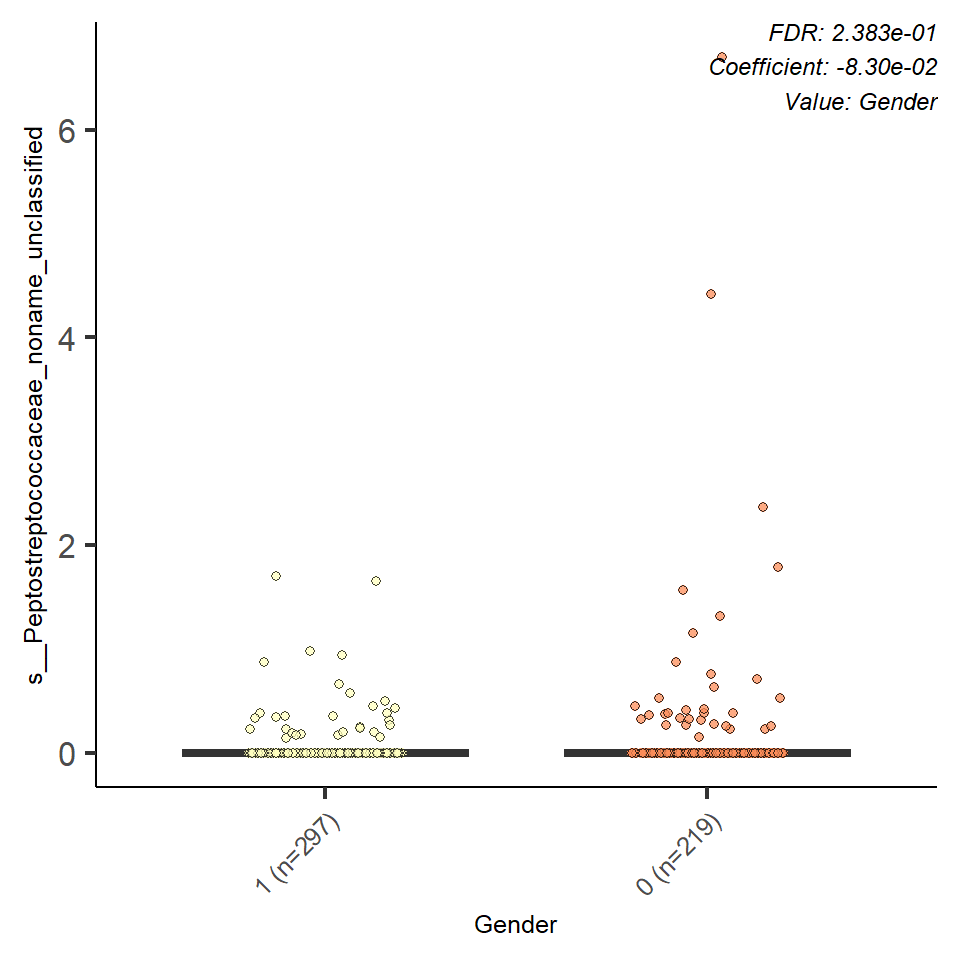 FDR: 2.383e-01
Coefficient: -8.30e-02
Value: Gender
s__Peptostreptococcaceae_noname_unclassified
6
4
2
0
1 (n=297)
0 (n=219)
Gender